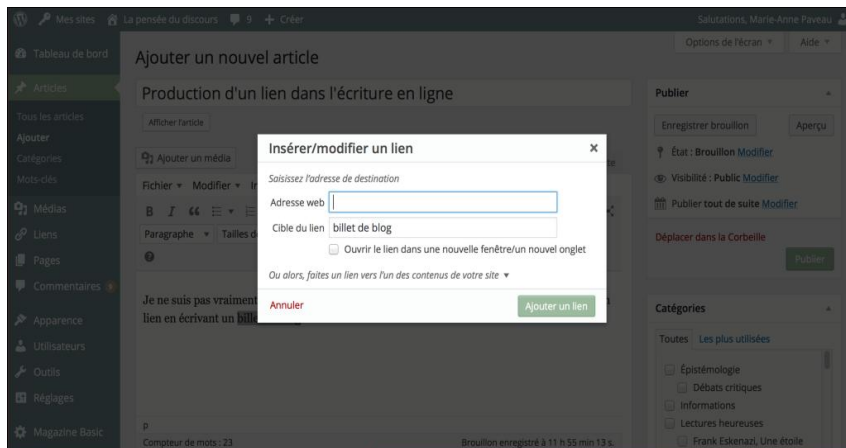 Mes sites La pensée du discours 9 + Créer Salutations, Marie-Anne Paveau
Options de l'écran Aide
Tableau de bord
Articles
Tous les articles
Ajouter
Catégories
Mots-clés
Médias
Liens
Pages
Commentaires
Apparence
Utilisateurs
Outils
Réglages
Magazine Basic
Ajouter un nouvel article
Production d'un lien dans l'écriture en ligne
Afficher l'article
Ajouter un média
Fichier Modifier
B I
Paragraphe
Je ne suis pas vraiment
lien en écrivant un
P
Compteur de mots : 23 Brouillon enregistré à 11 h 55 min 13 s.
Insérer/modifier un lien ×
Saisissez l'adresse de destination
Adresse web
Cible du lien billet de blog
Ouvrir le lien dans une nouvelle fenêtre/un nouvel onglet
Ou alors, faites un lien vers l'un des contenus de votre site
Annuler Ajouter un lien
Publier
Enregistrer brouillon Aperçu
État : Brouillon Modifier
Visibilité : Public Modifier
Publier tout de suite Modifier
Déplacer dans la Corbeille
Publier
Catégories
Toutes Les plus utilisées
Épistémologie
Débats critiques
Informations
Lectures heureuses
Frank Eskenazi, Une étoile